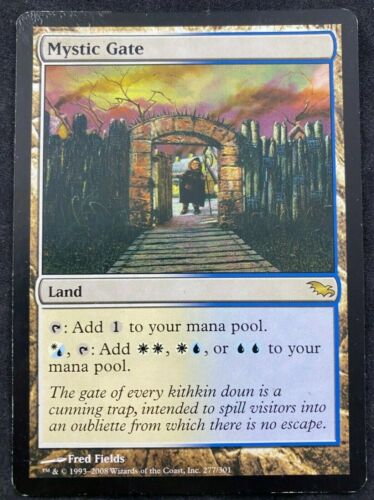 Mystic Gate
Land
: Add 1 to your mana pool.
, : Add , , or to your
mana pool.
The gate of every kithkin doun is a
cunning trap, intended to spill visitors into
an oubliette from which there is no escape.
Fred Fields
™ & © 1993–2008 Wizards of the Coast, Inc. 277/301